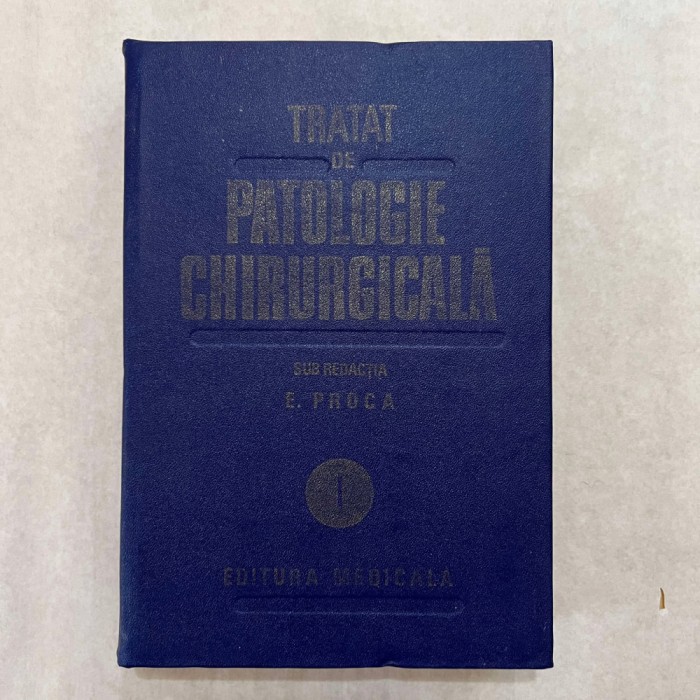 TRATAT
DE
PATOLOGIE
CHIRURGICALĂ
SUB REDACȚIA
E. PROCA
I
EDITURA MEDICALĂ